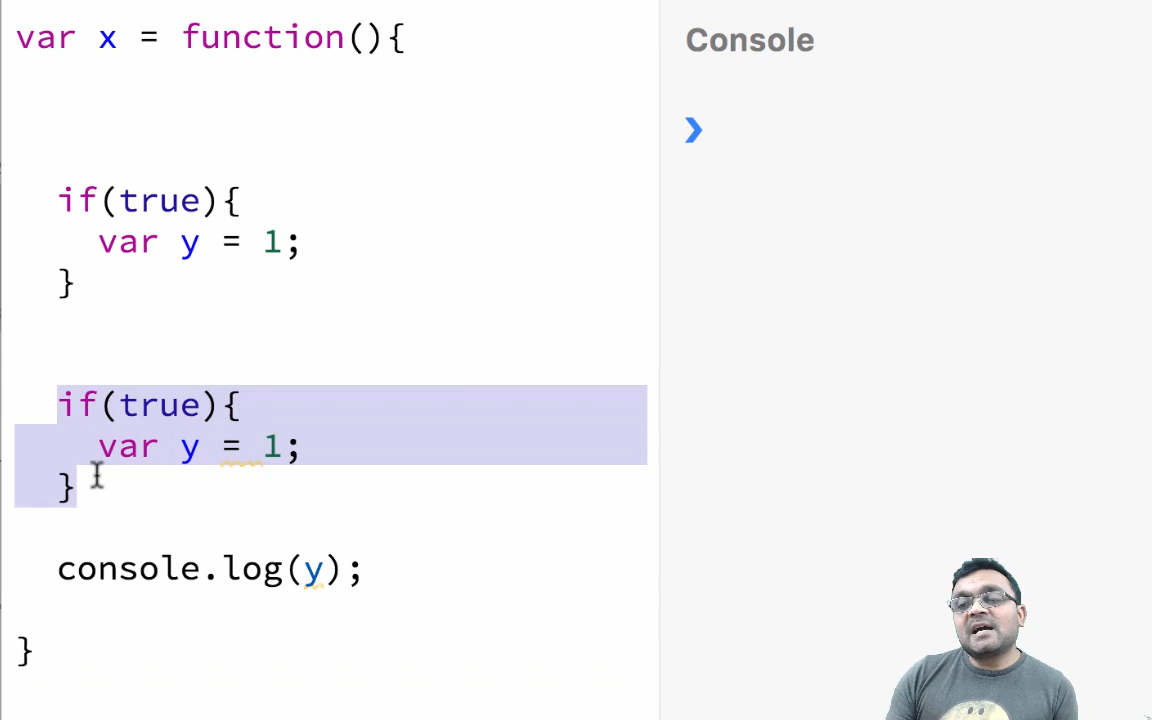 var x = function(){
if(true){
var y = 1;
}
if(true){
var y = 1;
}
console.log(y);
}
Console
❯